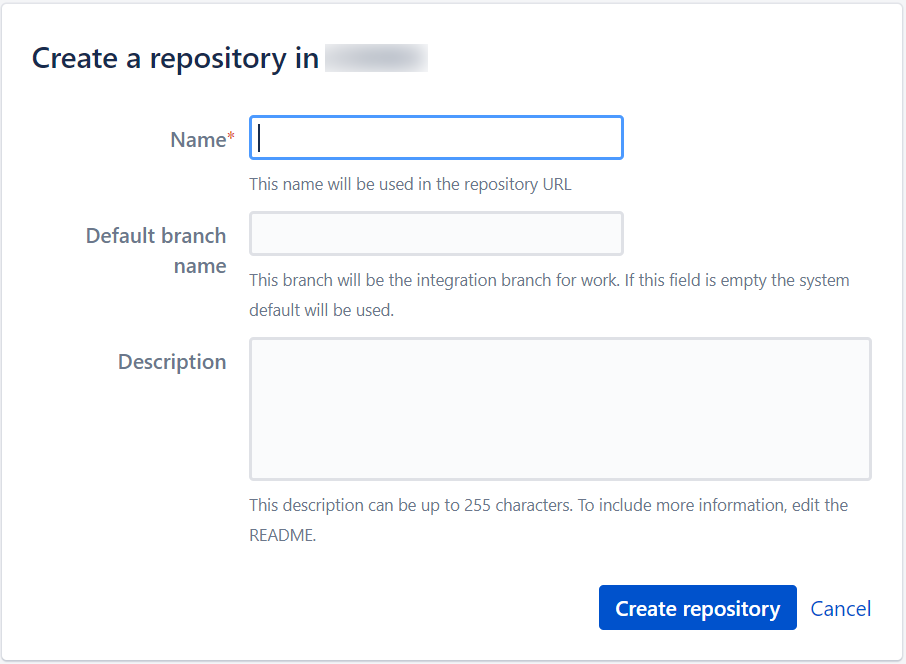 Create a repository in
Name*
This name will be used in the repository URL
Default branch
name
This branch will be the integration branch for work. If this field is empty the system
default will be used.
Description
This description can be up to 255 characters. To include more information, edit the
README.
Create repository Cancel